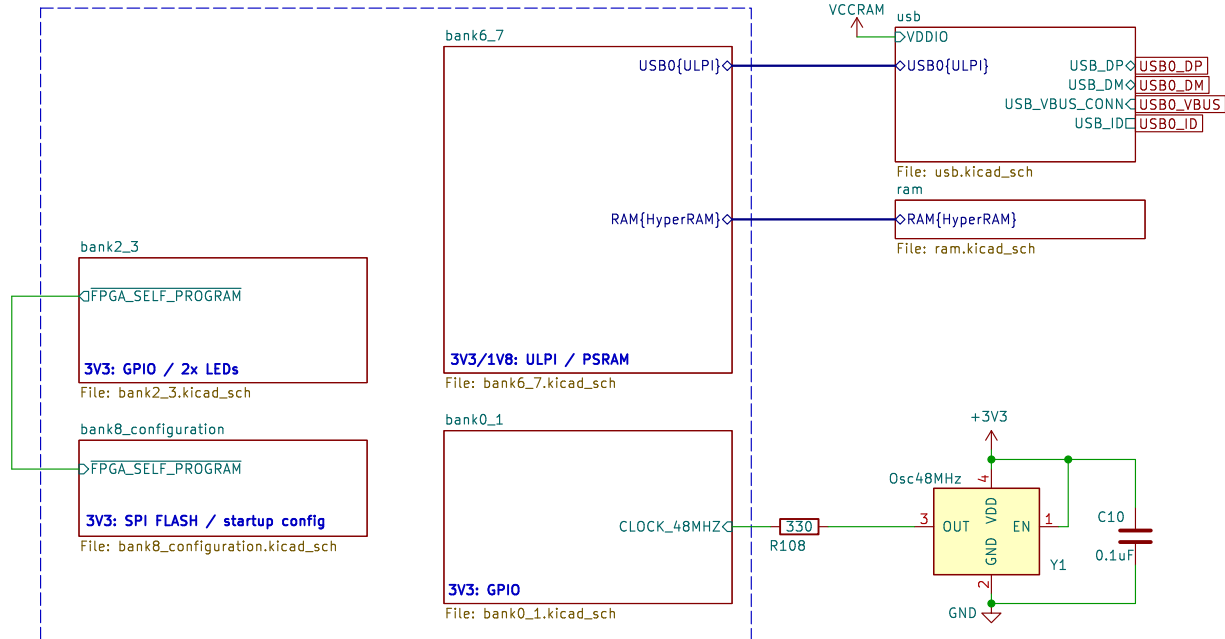 VCCRAM
usb
VDDIO
USB0{ULPI}
USB_DP
USB0_DP
USB_DM
USB0_DM
USB_VBUS_CONN
USB0_VBUS
USB_ID
USB0_ID
File: usb.kicad_sch
bank6_7
USB0{ULPI}
RAM{HyperRAM}
3V3/1V8: ULPI / PSRAM
File: bank6_7.kicad_sch
ram
RAM{HyperRAM}
File: ram.kicad_sch
bank2_3
FPGA_SELF_PROGRAM
3V3: GPIO / 2x LEDs
File: bank2_3.kicad_sch
bank8_configuration
FPGA_SELF_PROGRAM
3V3: SPI FLASH / startup config
File: bank8_configuration.kicad_sch
bank0_1
CLOCK_48MHZ
3V3: GPIO
File: bank0_1.kicad_sch
330
R108
+3V3
Osc48MHz
4
VDD
3
OUT
EN
1
GND
2
Y1
GND
C10
0.1uF